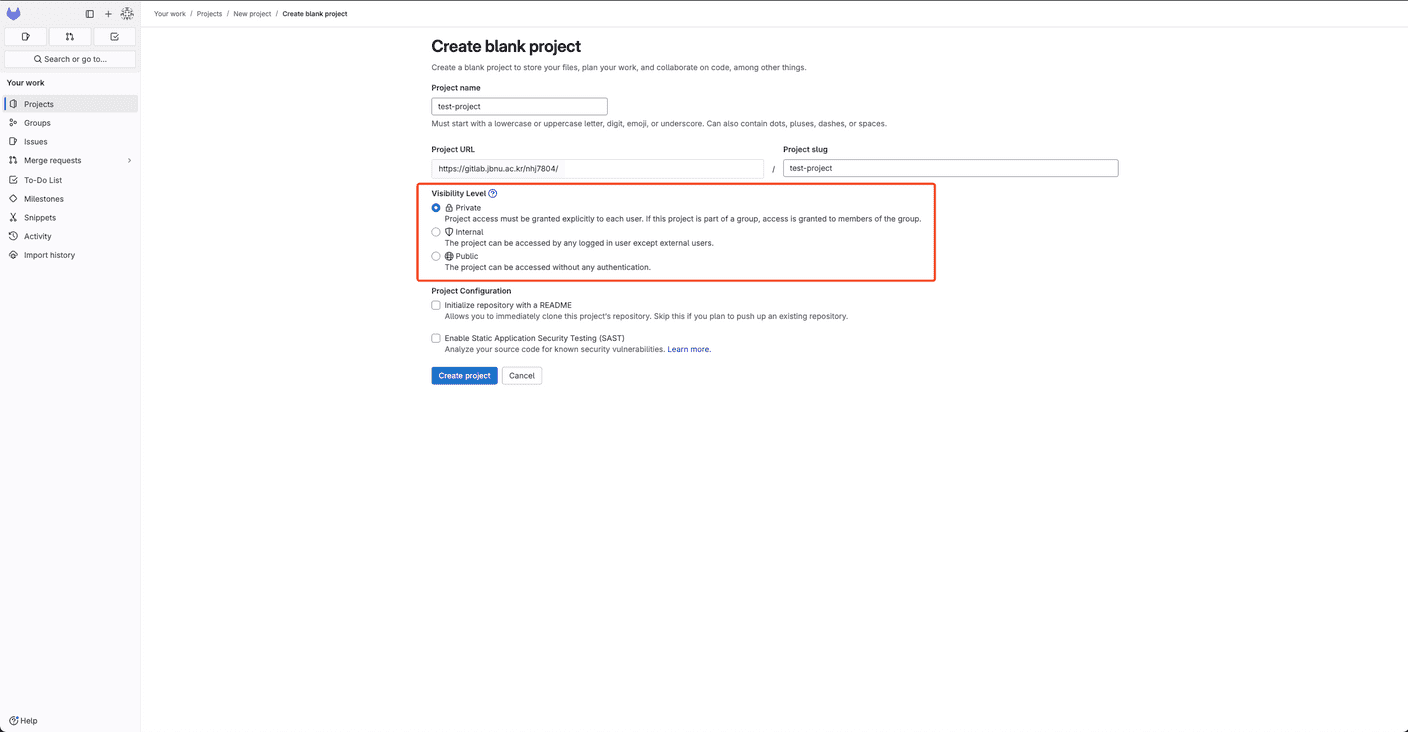 Your work / Projects / New project / Create blank project
Search or go to...
Your work
Projects
Groups
Issues
Merge requests
To-Do List
Milestones
Snippets
Activity
Import history
Help
Create blank project
Create a blank project to store your files, plan your work, and collaborate on code, among other things.
Project name
test-project
Must start with a lowercase or uppercase letter, digit, emoji, or underscore. Can also contain dots, pluses, dashes, or spaces.
Project URL
https://gitlab.jbnu.ac.kr/nhj7804/
/
Project slug
test-project
Visibility Level
Private
Project access must be granted explicitly to each user. If this project is part of a group, access is granted to members of the group.
Internal
The project can be accessed by any logged in user except external users.
Public
The project can be accessed without any authentication.
Project Configuration
Initialize repository with a README
Allows you to immediately clone this project's repository. Skip this if you plan to push up an existing repository.
Enable Static Application Security Testing (SAST)
Analyze your source code for known security vulnerabilities. Learn more.
Create project
Cancel